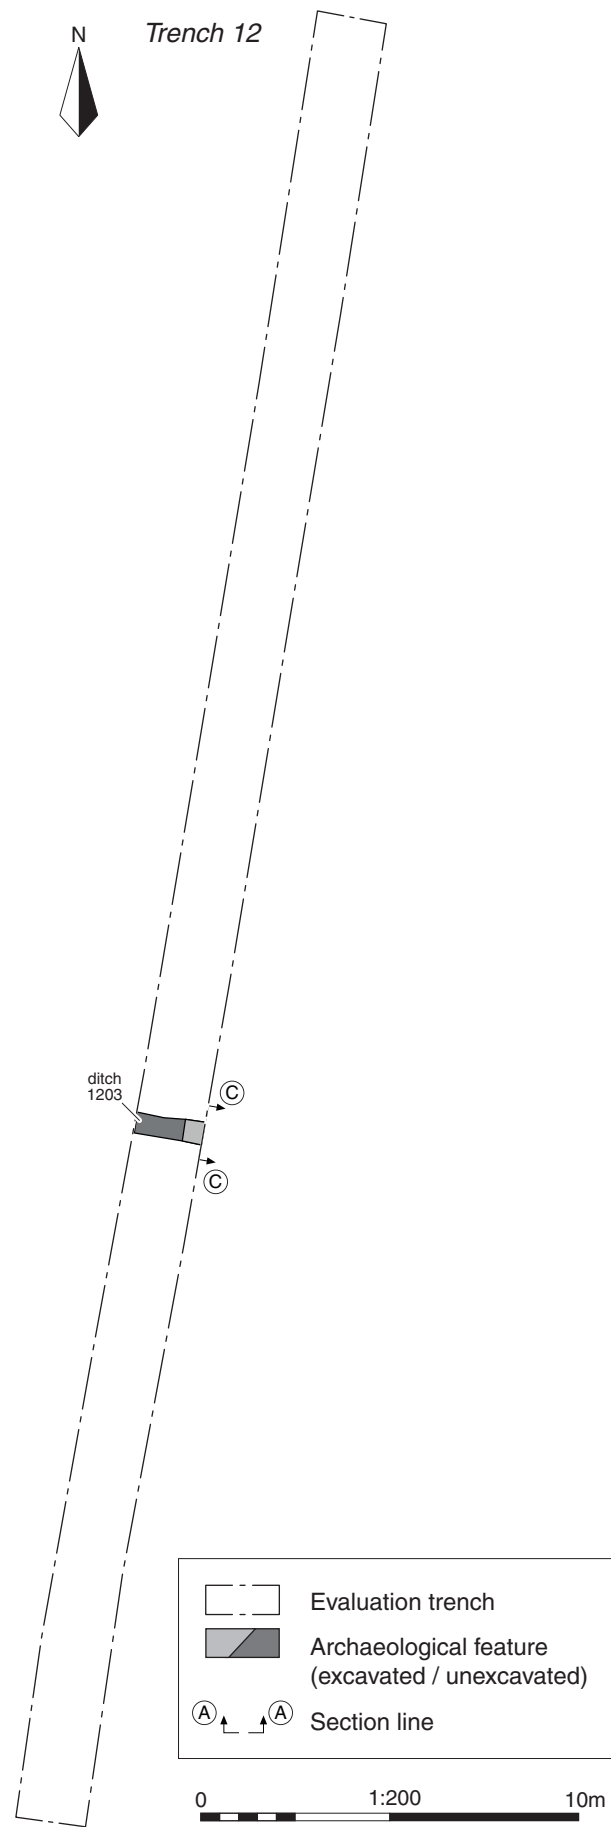 N
Trench 12
ditch
1203
C
C
Evaluation trench
Archaeological feature
(excavated / unexcavated)
A A Section line
0 1:200 10m